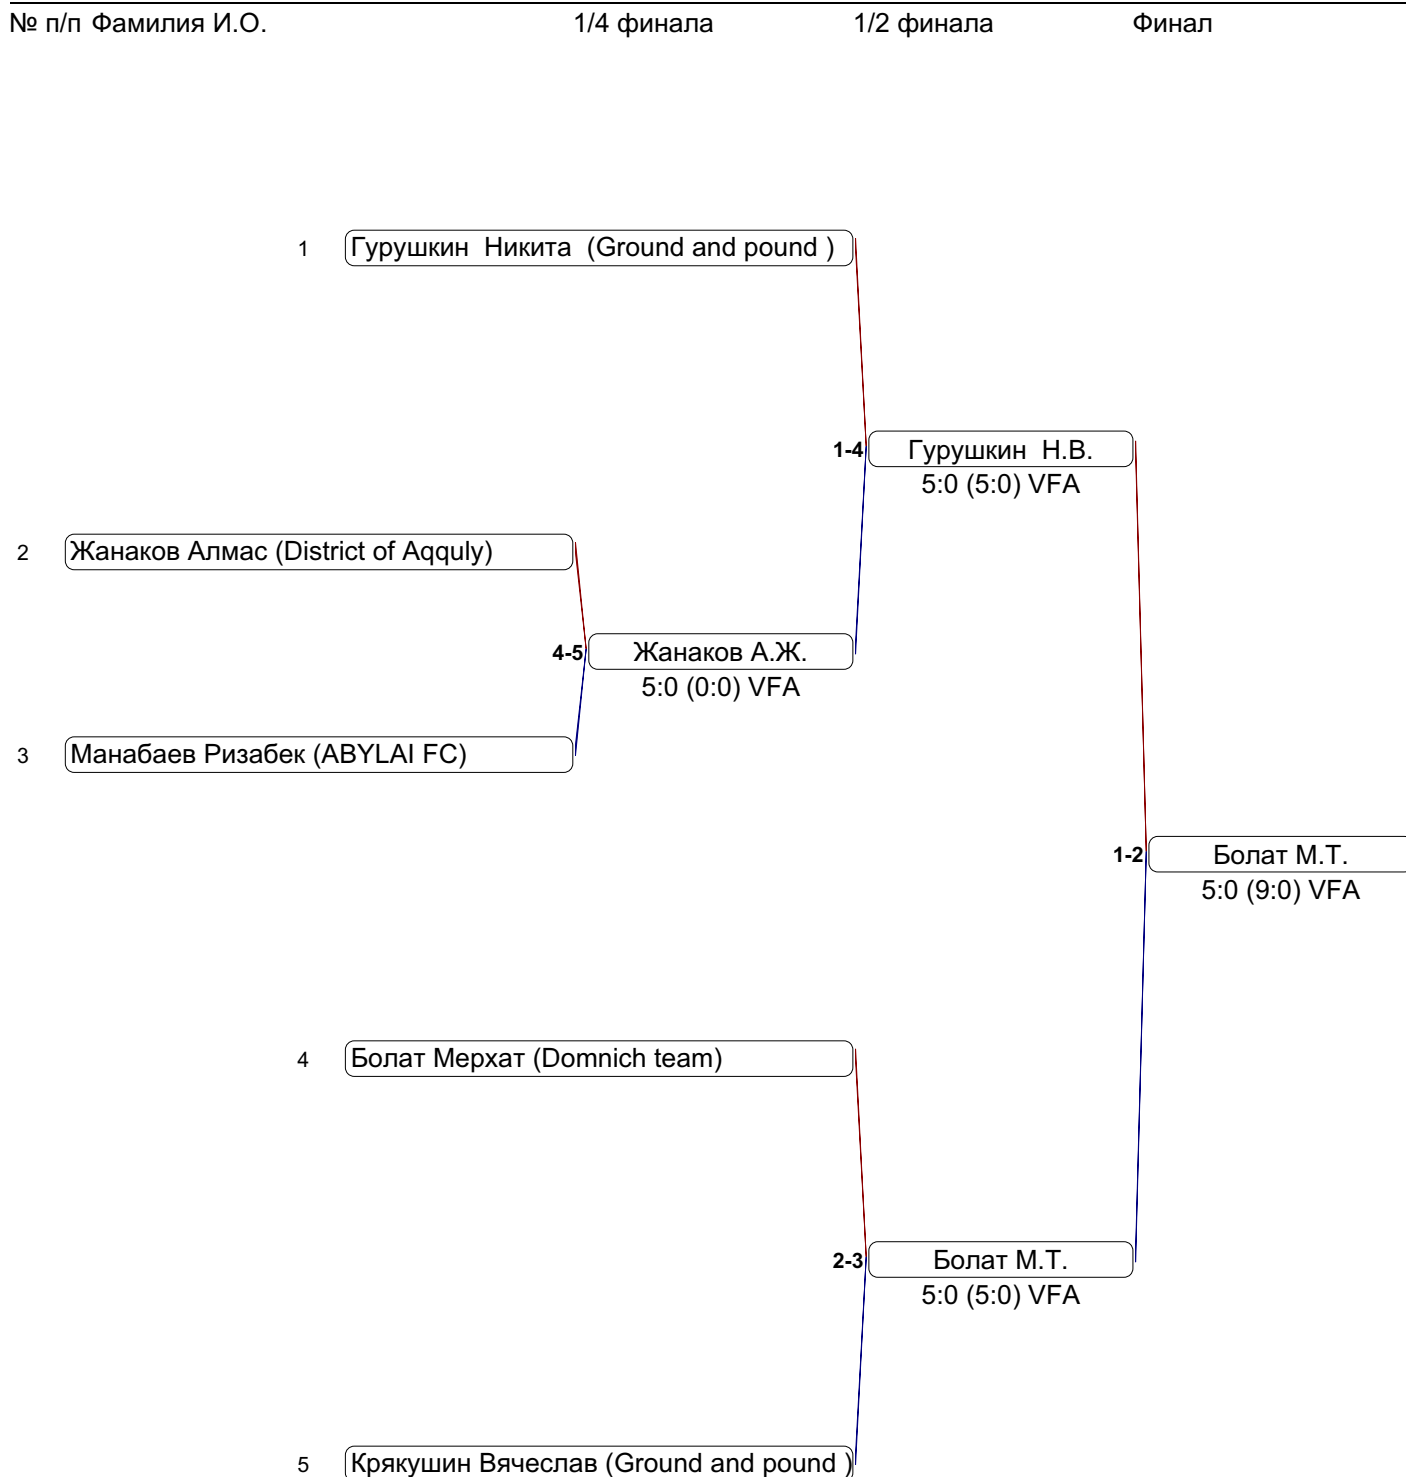 № п/п Фамилия И.О. 1/4 финала 1/2 финала Финал
1 Гурушкин Никита (Ground and pound )
1-4 Гурушкин Н.В.
5:0 (5:0) VFA
2 Жанаков Алмас (District of Aqquly)
4-5 Жанаков А.Ж.
5:0 (0:0) VFA
3 Манабаев Ризабек (ABYLAI FC)
1-2 Болат М.Т.
5:0 (9:0) VFA
4 Болат Мерхат (Domnich team)
2-3 Болат М.Т.
5:0 (5:0) VFA
5 Крякушин Вячеслав (Ground and pound )